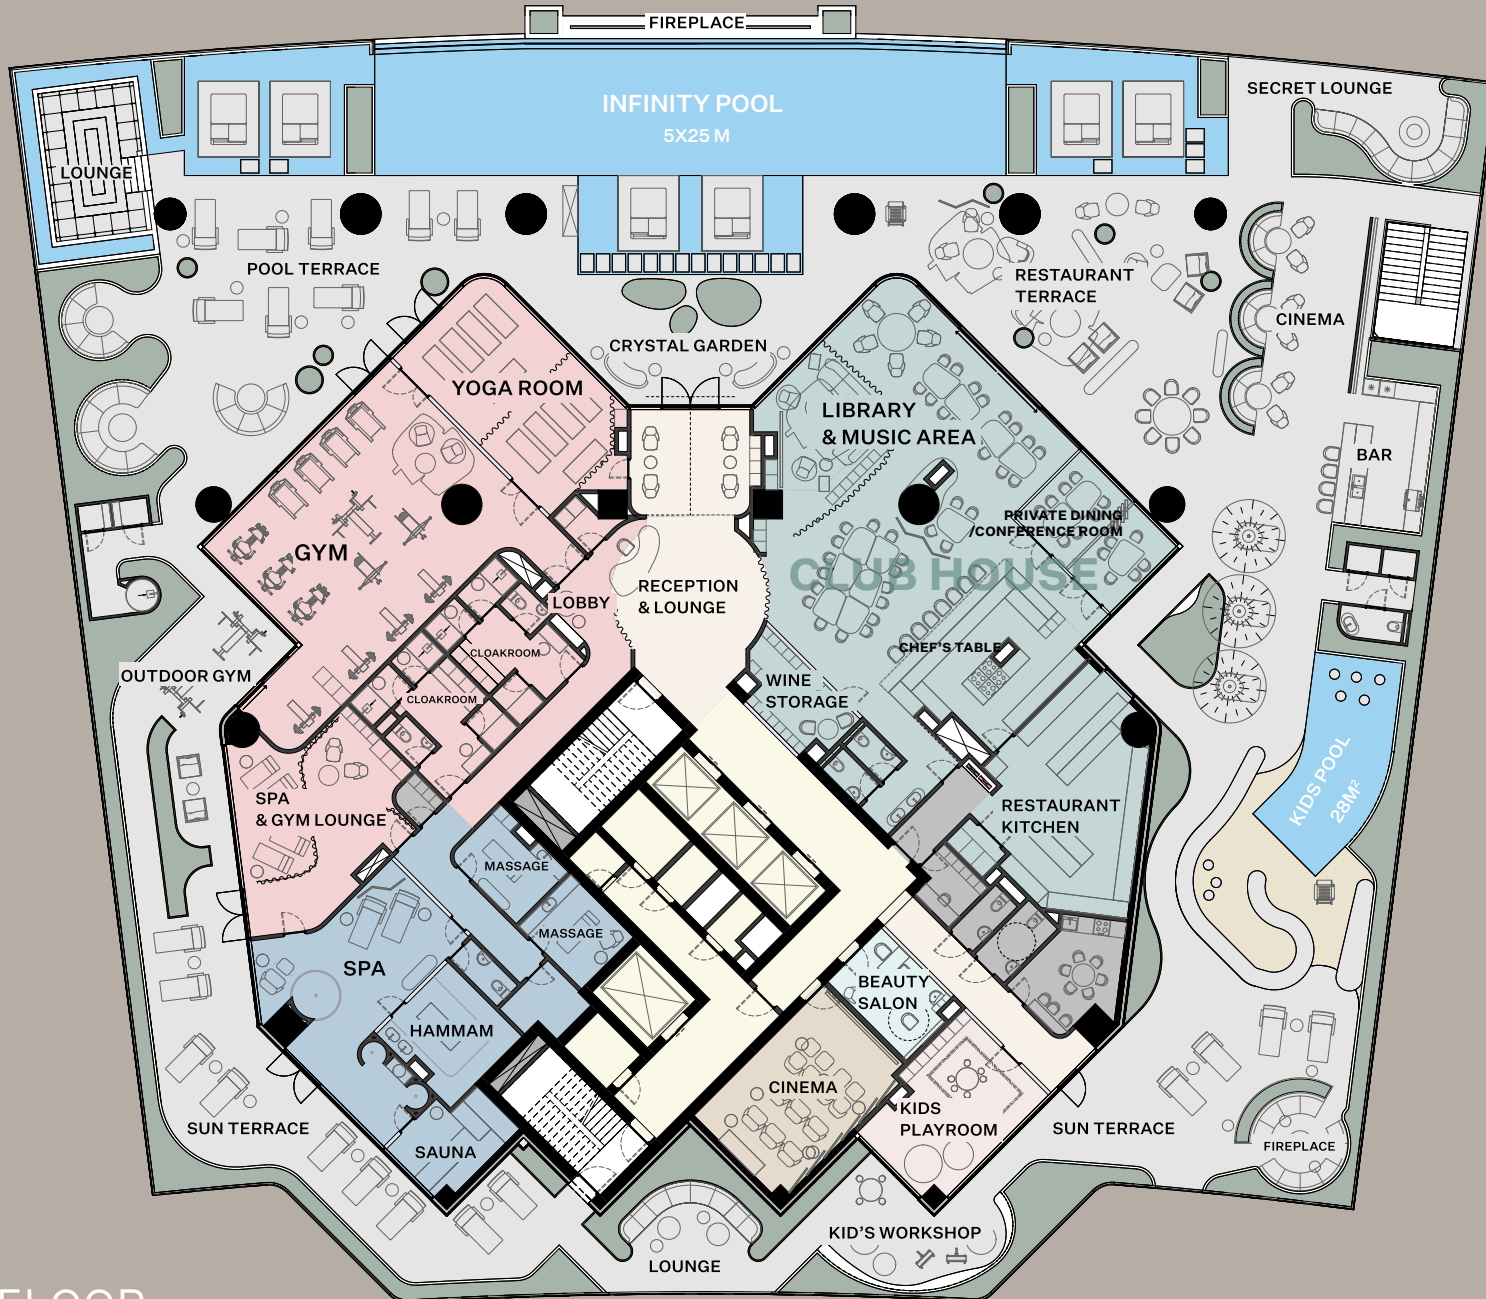 FIREPLACE
SECRET LOUNGE
INFINITY POOL
5X25 M
LOUNGE
POOL TERRACE
RESTAURANT
TERRACE
CINEMA
CRYSTAL GARDEN
YOGA ROOM
LIBRARY
& MUSIC AREA
BAR
PRIVATE DINING
/CONFERENCE ROOM
GYM
CLUB HOUSE
RECEPTION
& LOUNGE
LOBBY
CLOAKROOM
CHEF'S TABLE
OUTDOOR GYM
WINE
STORAGE
CLOAKROOM
KIDS POOL
28M²
SPA
& GYM LOUNGE
RESTAURANT
KITCHEN
MASSAGE
MASSAGE
SPA
BEAUTY
SALON
HAMMAM
CINEMA
KIDS
PLAYROOM
SUN TERRACE
SUN TERRACE
SAUNA
FIREPLACE
KID'S WORKSHOP
LOUNGE
FLOOR